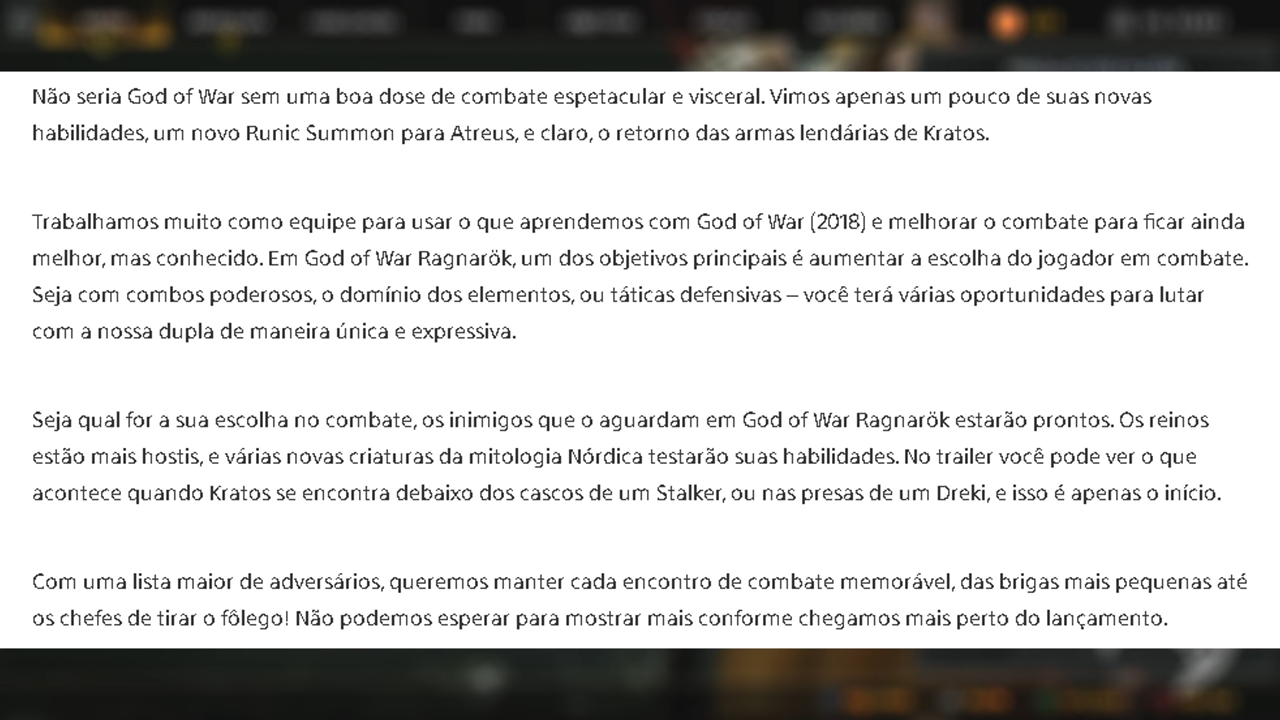 Não seria God of War sem uma boa dose de combate espetacular e visceral. Vimos apenas um pouco de suas novas
habilidades, um novo Runic Summon para Atreus, e claro, o retorno das armas lendárias de Kratos.
Trabalhamos muito como equipe para usar o que aprendemos com God of War (2018) e melhorar o combate para ficar ainda
melhor, mas conhecido. Em God of War Ragnarök, um dos objetivos principais é aumentar a escolha do jogador em combate.
Seja com combos poderosos, o domínio dos elementos, ou táticas defensivas – você terá várias oportunidades para lutar
com a nossa dupla de maneira única e expressiva.
Seja qual for a sua escolha no combate, os inimigos que o aguardam em God of War Ragnarök estarão prontos. Os reinos
estão mais hostis, e várias novas criaturas da mitologia Nórdica testarão suas habilidades. No trailer você pode ver o que
acontece quando Kratos se encontra debaixo dos cascos de um Stalker, ou nas presas de um Dreki, e isso é apenas o início.
Com uma lista maior de adversários, queremos manter cada encontro de combate memorável, das brigas mais pequenas até
os chefes de tirar o fôlego! Não podemos esperar para mostrar mais conforme chegamos mais perto do lançamento.